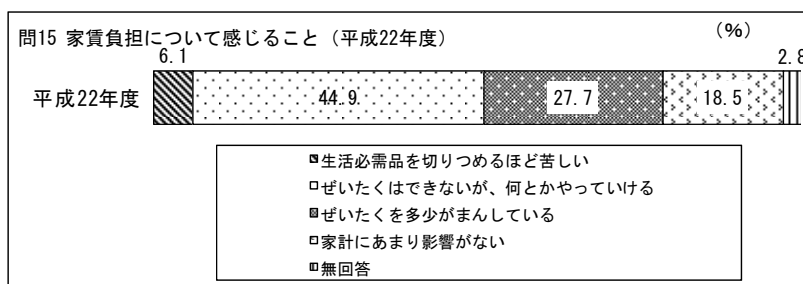 問15 家賃負担について感じること（平成22年度）
（%）
6.1
2.8
平成22年度
44.9
27.7
18.5
生活必需品を切りつめるほど苦しい
ぜいたくはできないが、何とかやっていける
ぜいたくを多少がまんしている
家計にあまり影響がない
無回答